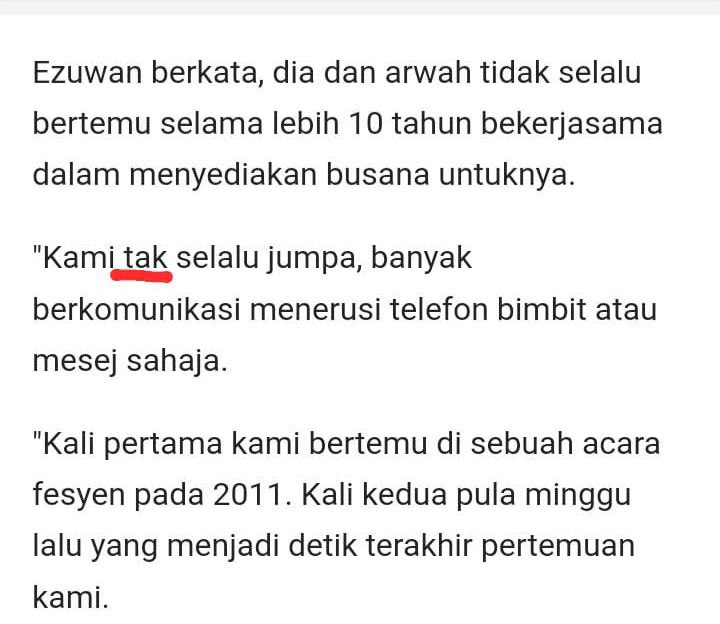 Ezuwan berkata, dia dan arwah tidak selalu
bertemu selama lebih 10 tahun bekerjasama
dalam menyediakan busana untuknya.
"Kami tak selalu jumpa, banyak
berkomunikasi menerusi telefon bimbit atau
mesej sahaja.
"Kali pertama kami bertemu di sebuah acara
fesyen pada 2011. Kali kedua pula minggu
lalu yang menjadi detik terakhir pertemuan
kami.